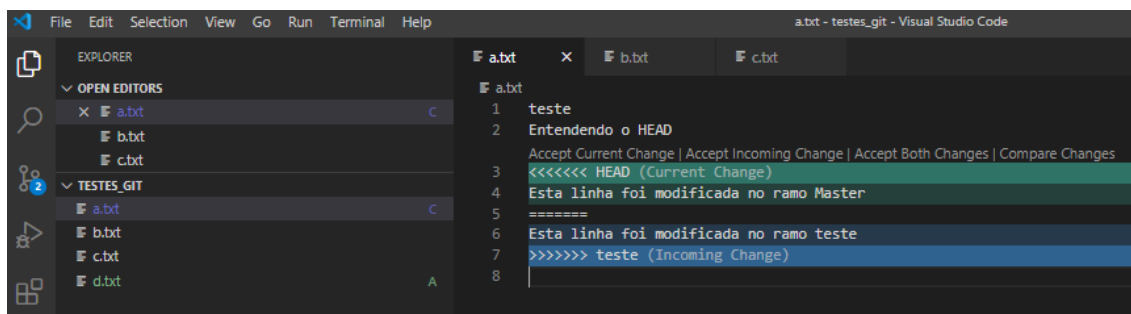 File Edit Selection View Go Run Terminal Help
a.txt - testes_git - Visual Studio Code
EXPLORER
OPEN EDITORS
a.txt C
b.txt
c.txt
TESTES_GIT
a.txt C
b.txt
c.txt
d.txt A
2
a.txt b.txt c.txt
a.txt
1 teste
2 Entendendo o HEAD
Accept Current Change | Accept Incoming Change | Accept Both Changes | Compare Changes
3 <<<<<<< HEAD (Current Change)
4 Esta linha foi modificada no ramo Master
5 =======
6 Esta linha foi modificada no ramo teste
7 >>>>>>> teste (Incoming Change)
8